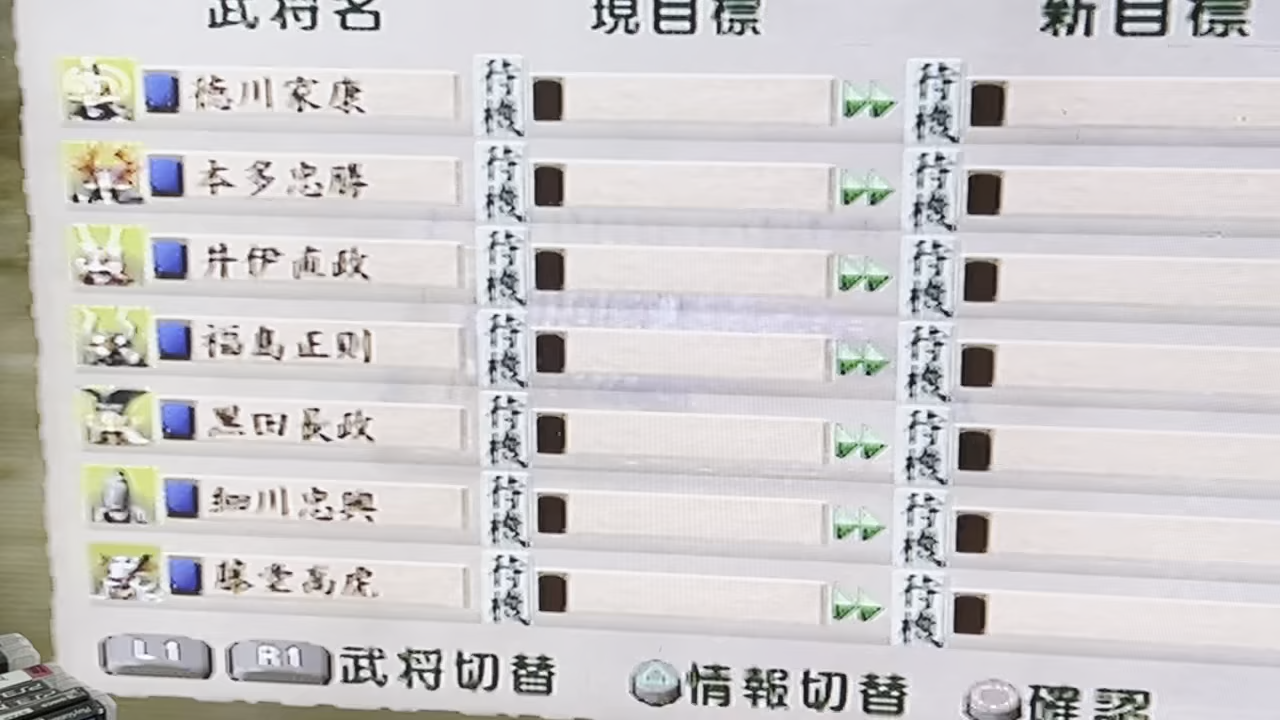 武将名 現目標 新目標
徳川家康 待機 待機
本多忠勝 待機 待機
井伊直政 待機 待機
福島正則 待機 待機
黒田長政 待機 待機
細川忠興 待機 待機
藤堂高虎 待機 待機
L1 R1 武将切替 △情報切替 ○確認